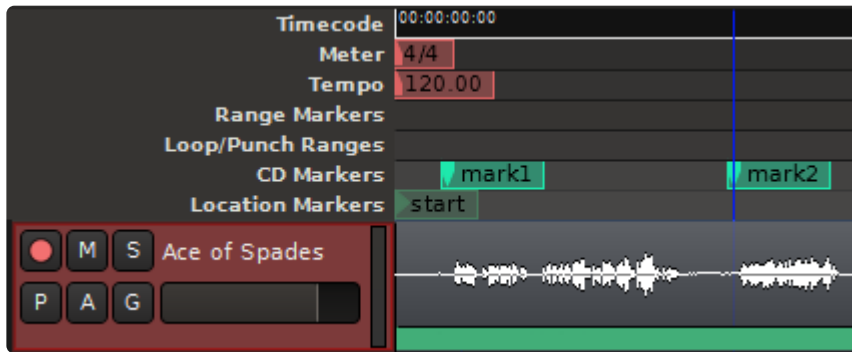 Timecode 00:00:00:00
Meter 4/4
Tempo 120.00
Range Markers
Loop/Punch Ranges
CD Markers mark1 mark2
Location Markers start
M S Ace of Spades
P A G